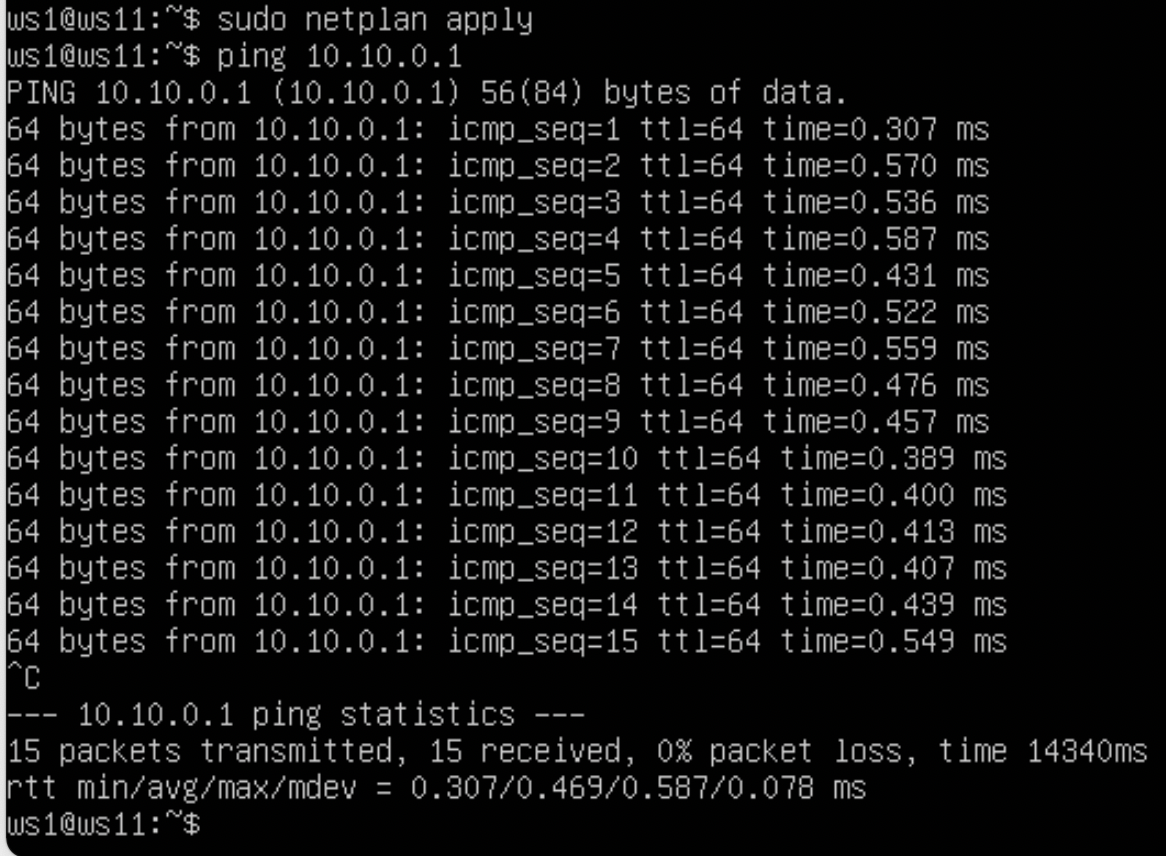 ws1@ws11:~$ sudo netplan apply
ws1@ws11:~$ ping 10.10.0.1
PING 10.10.0.1 (10.10.0.1) 56(84) bytes of data.
64 bytes from 10.10.0.1: icmp_seq=1 ttl=64 time=0.307 ms
64 bytes from 10.10.0.1: icmp_seq=2 ttl=64 time=0.570 ms
64 bytes from 10.10.0.1: icmp_seq=3 ttl=64 time=0.536 ms
64 bytes from 10.10.0.1: icmp_seq=4 ttl=64 time=0.587 ms
64 bytes from 10.10.0.1: icmp_seq=5 ttl=64 time=0.431 ms
64 bytes from 10.10.0.1: icmp_seq=6 ttl=64 time=0.522 ms
64 bytes from 10.10.0.1: icmp_seq=7 ttl=64 time=0.559 ms
64 bytes from 10.10.0.1: icmp_seq=8 ttl=64 time=0.476 ms
64 bytes from 10.10.0.1: icmp_seq=9 ttl=64 time=0.457 ms
64 bytes from 10.10.0.1: icmp_seq=10 ttl=64 time=0.389 ms
64 bytes from 10.10.0.1: icmp_seq=11 ttl=64 time=0.400 ms
64 bytes from 10.10.0.1: icmp_seq=12 ttl=64 time=0.413 ms
64 bytes from 10.10.0.1: icmp_seq=13 ttl=64 time=0.407 ms
64 bytes from 10.10.0.1: icmp_seq=14 ttl=64 time=0.439 ms
64 bytes from 10.10.0.1: icmp_seq=15 ttl=64 time=0.549 ms
^C
--- 10.10.0.1 ping statistics ---
15 packets transmitted, 15 received, 0% packet loss, time 14340ms
rtt min/avg/max/mdev = 0.307/0.469/0.587/0.078 ms
ws1@ws11:~$